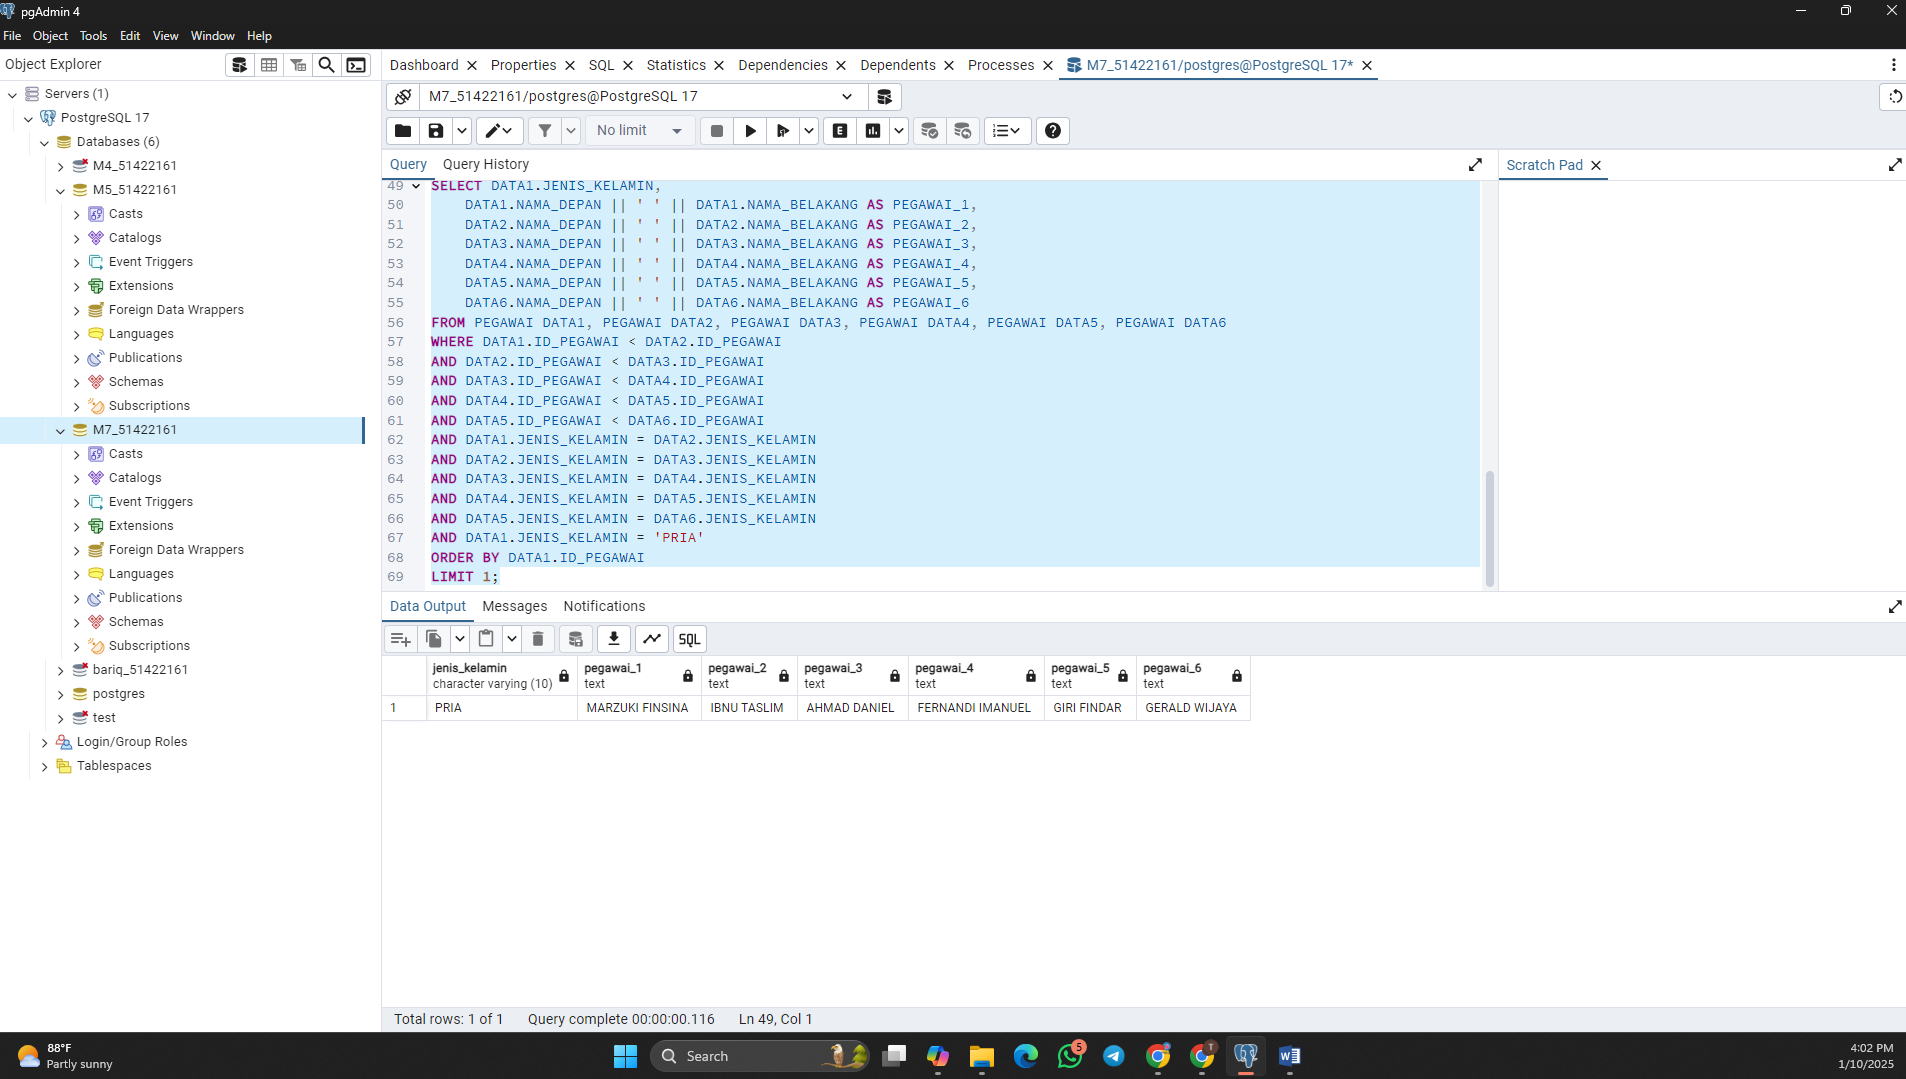 pgAdmin 4
File Object Tools Edit View Window Help
Object Explorer
Dashboard Properties SQL Statistics Dependencies Dependents Processes M7_51422161/postgres@PostgreSQL 17*
Servers (1)
PostgreSQL 17
Databases (6)
M4_51422161
M5_51422161
Casts
Catalogs
Event Triggers
Extensions
Foreign Data Wrappers
Languages
Publications
Schemas
Subscriptions
M7_51422161
Casts
Catalogs
Event Triggers
Extensions
Foreign Data Wrappers
Languages
Publications
Schemas
Subscriptions
bariq_51422161
postgres
test
Login/Group Roles
Tablespaces
M7_51422161/postgres@PostgreSQL 17
No limit
E
Query Query History
Scratch Pad
49 SELECT DATA1.JENIS_KELAMIN,
50 DATA1.NAMA_DEPAN || ' ' || DATA1.NAMA_BELAKANG AS PEGAWAI_1,
51 DATA2.NAMA_DEPAN || ' ' || DATA2.NAMA_BELAKANG AS PEGAWAI_2,
52 DATA3.NAMA_DEPAN || ' ' || DATA3.NAMA_BELAKANG AS PEGAWAI_3,
53 DATA4.NAMA_DEPAN || ' ' || DATA4.NAMA_BELAKANG AS PEGAWAI_4,
54 DATA5.NAMA_DEPAN || ' ' || DATA5.NAMA_BELAKANG AS PEGAWAI_5,
55 DATA6.NAMA_DEPAN || ' ' || DATA6.NAMA_BELAKANG AS PEGAWAI_6
56 FROM PEGAWAI DATA1, PEGAWAI DATA2, PEGAWAI DATA3, PEGAWAI DATA4, PEGAWAI DATA5, PEGAWAI DATA6
57 WHERE DATA1.ID_PEGAWAI < DATA2.ID_PEGAWAI
58 AND DATA2.ID_PEGAWAI < DATA3.ID_PEGAWAI
59 AND DATA3.ID_PEGAWAI < DATA4.ID_PEGAWAI
60 AND DATA4.ID_PEGAWAI < DATA5.ID_PEGAWAI
61 AND DATA5.ID_PEGAWAI < DATA6.ID_PEGAWAI
62 AND DATA1.JENIS_KELAMIN = DATA2.JENIS_KELAMIN
63 AND DATA2.JENIS_KELAMIN = DATA3.JENIS_KELAMIN
64 AND DATA3.JENIS_KELAMIN = DATA4.JENIS_KELAMIN
65 AND DATA4.JENIS_KELAMIN = DATA5.JENIS_KELAMIN
66 AND DATA5.JENIS_KELAMIN = DATA6.JENIS_KELAMIN
67 AND DATA1.JENIS_KELAMIN = 'PRIA'
68 ORDER BY DATA1.ID_PEGAWAI
69 LIMIT 1;
Data Output Messages Notifications
SQL
jenis_kelamin pegawai_1 pegawai_2 pegawai_3 pegawai_4 pegawai_5 pegawai_6
character varying (10) text text text text text text
1 PRIA MARZUKI FINSINA IBNU TASLIM AHMAD DANIEL FERNANDI IMANUEL GIRI FINDAR GERALD WIJAYA
Total rows: 1 of 1 Query complete 00:00:00.116 Ln 49, Col 1
88°F
Partly sunny
Search
5
T
4:02 PM
1/10/2025